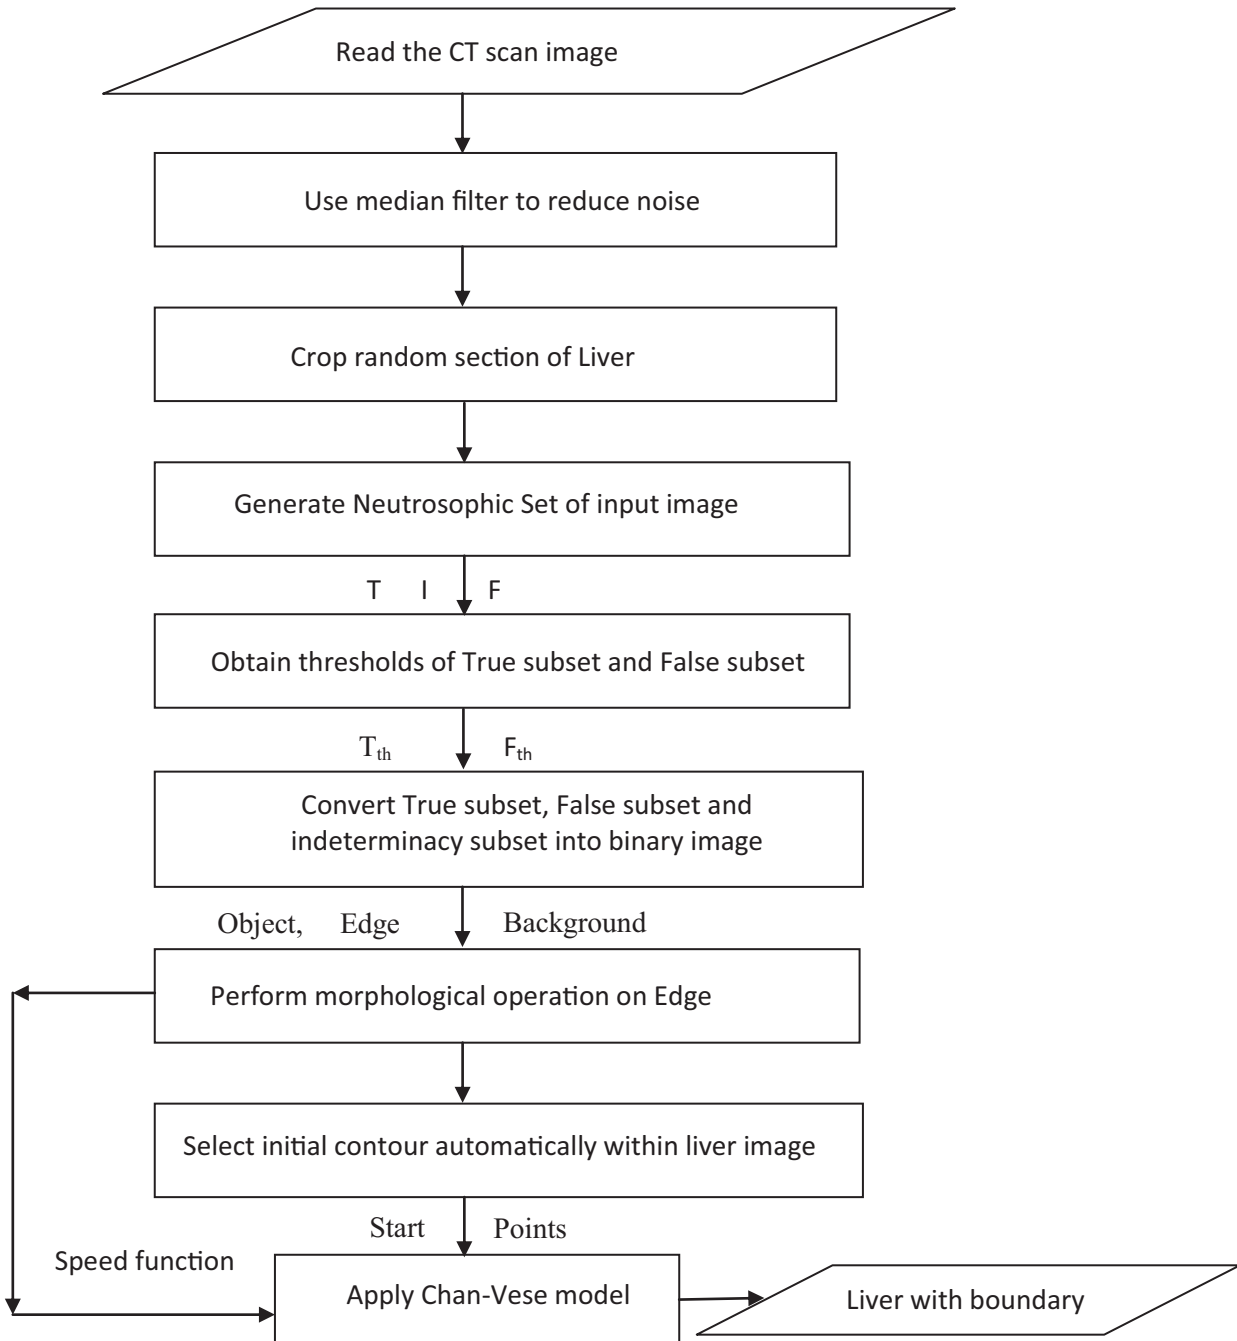 Read the CT scan image
Use median filter to reduce noise
Crop random section of Liver
Generate Neutrosophic Set of input image
T I F
Obtain thresholds of True subset and False subset
Tth Fth
Convert True subset, False subset and
indeterminacy subset into binary image
Object, Edge Background
Perform morphological operation on Edge
Select initial contour automatically within liver image
Start Points
Speed function
Apply Chan-Vese model
Liver with boundary